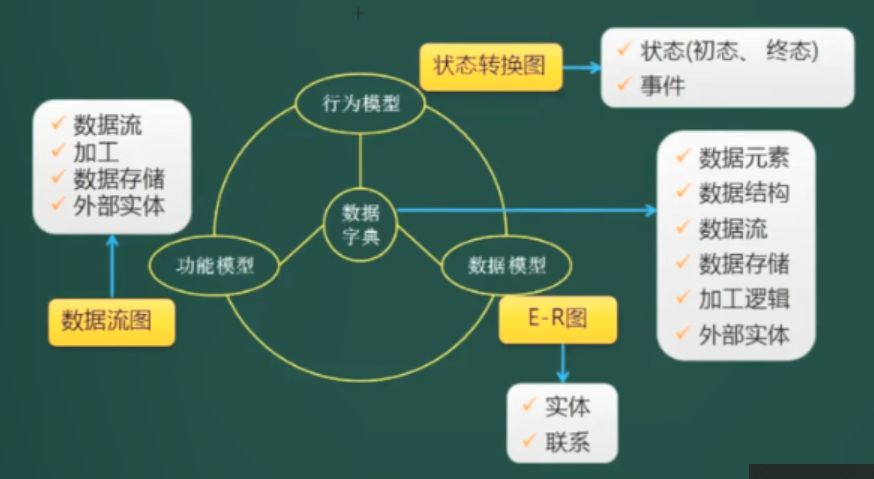 状态转换图
状态(初态、终态)
事件
行为模型
数据流
加工
数据存储
外部实体
数据
字典
数据元素
数据结构
数据流
数据存储
加工逻辑
外部实体
功能模型
数据模型
数据流图
E-R图
实体
联系